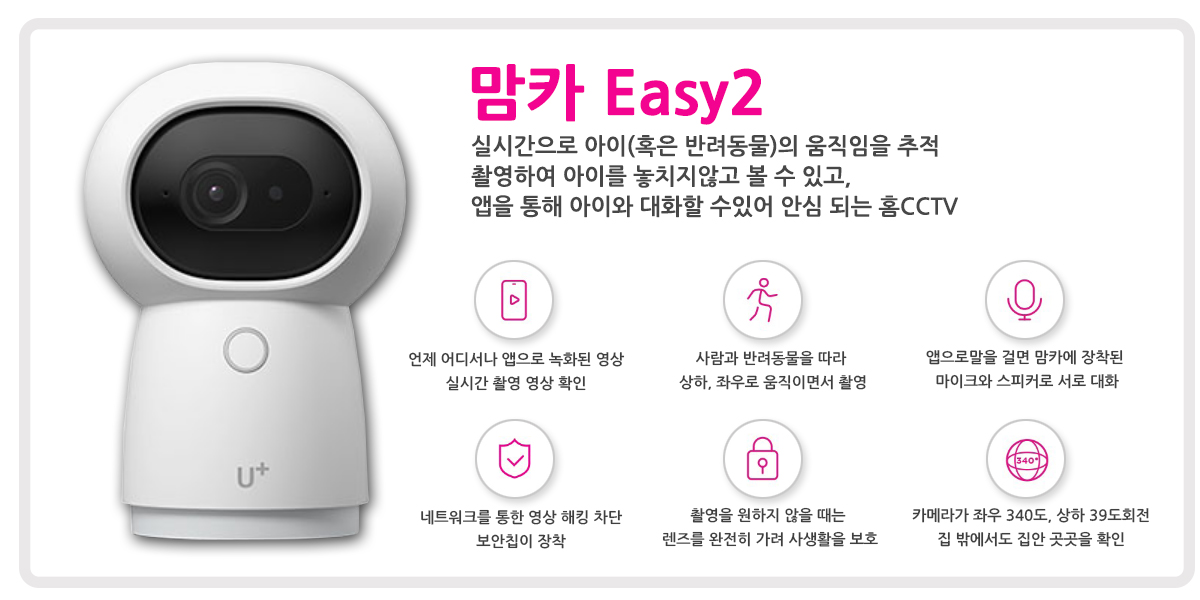 맘카 Easy2
실시간으로 아이(혹은 반려동물)의 움직임을 추적
촬영하여 아이를 놓치지않고 볼 수 있고,
앱을 통해 아이와 대화할 수있어 안심 되는 홈CCTV
언제 어디서나 앱으로 녹화된 영상
실시간 촬영 영상 확인
사람과 반려동물을 따라
상하, 좌우로 움직이면서 촬영
앱으로말을 걸면 맘카에 장착된
마이크와 스피커로 서로 대화
U+
340°
네트워크를 통한 영상 해킹 차단
보안칩이 장착
촬영을 원하지 않을 때는
렌즈를 완전히 가려 사생활을 보호
카메라가 좌우 340도, 상하 39도회전
집 밖에서도 집안 곳곳을 확인